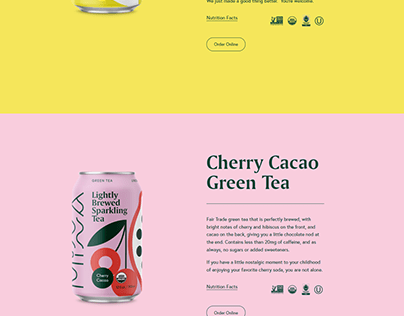 We just made a good thing better. You're welcome.
Nutrition Facts
Order Online
Cherry Cacao
Green Tea
GREEN TEA
Lightly
Brewed
Sparkling
Tea
Cherry
Cacao
Fair Trade green tea that is perfectly brewed, with
bright notes of cherry and hibiscus on the front, and
cacao on the back, giving you a little chocolate nod at
the end. Contains less than 20mg of caffeine, and as
always, no sugars or added sweeteners.
If you have a little nostalgic moment to your childhood
of enjoying your favorite cherry soda, you are not alone.
Nutrition Facts
Order Online